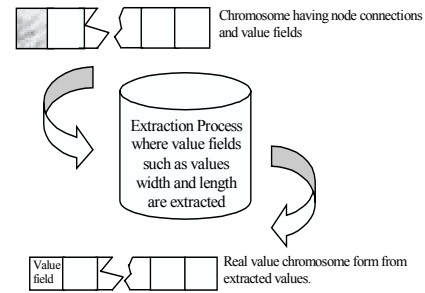 Chromosome having node connections
and value fields
Extraction Process
where value fields
such as values
width and length
are extracted
Value
field
Real value chromosome form from
extracted values.